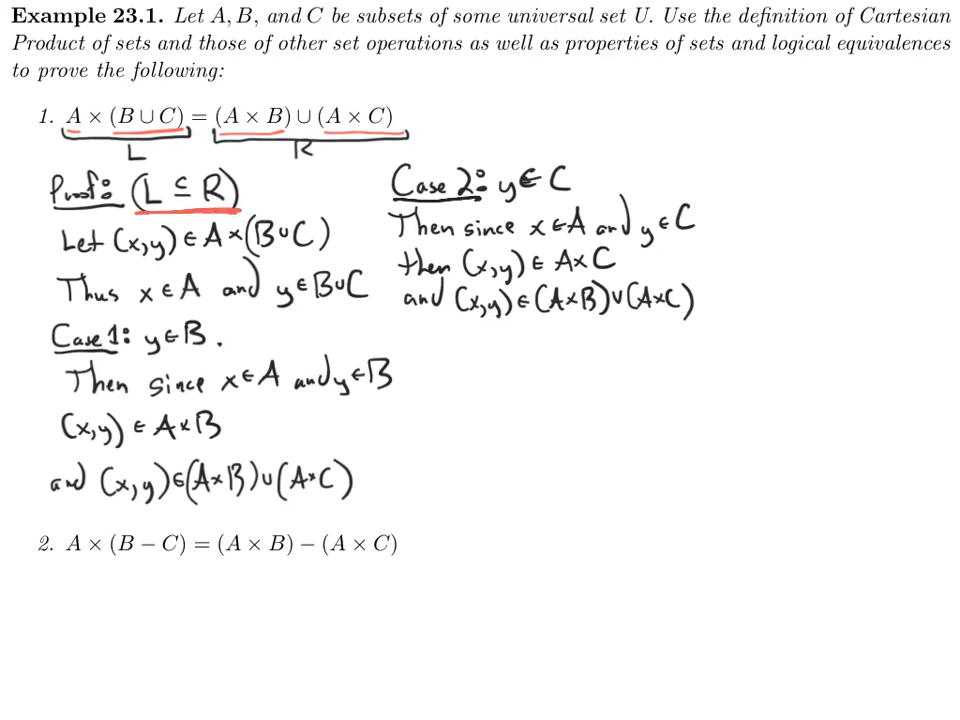 Example 23.1. Let A, B, and C be subsets of some universal set U. Use the definition of Cartesian
Product of sets and those of other set operations as well as properties of sets and logical equivalences
to prove the following:
1. A × (B ∪ C) = (A × B) ∪ (A × C)
L R
Proof: (L ⊆ R)
Let (x,y) ∈ A × (B ∪ C)
Thus x ∈ A and y ∈ B ∪ C
Case 1: y ∈ B.
Then since x ∈ A and y ∈ B
(x,y) ∈ A × B
and (x,y) ∈ (A × B) ∪ (A × C)
Case 2: y ∈ C
Then since x ∈ A and y ∈ C
then (x,y) ∈ A × C
and (x,y) ∈ (A × B) ∪ (A × C)
2. A × (B − C) = (A × B) − (A × C)